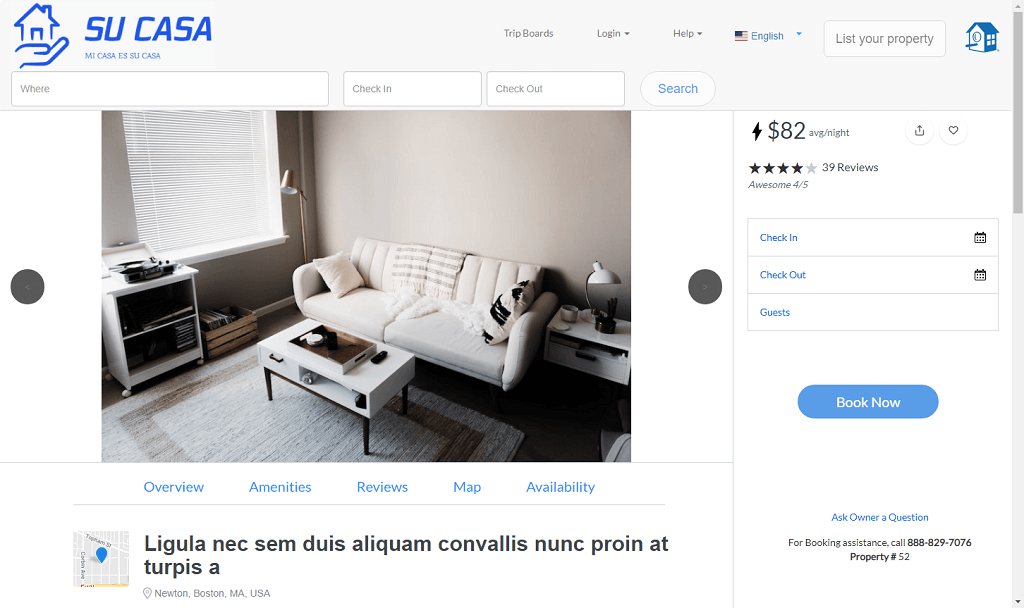 SU CASA
MI CASA ES SU CASA
Trip Boards
Login
Help
English
List your property
Where
Check In
Check Out
Search
<
>
$82 avg/night
39 Reviews
Awesome 4/5
Check In
Check Out
Guests
Book Now
Ask Owner a Question
For Booking assistance, call 888-829-7076
Property # 52
Overview
Amenities
Reviews
Map
Availability
Topham St
Ligula nec sem duis aliquam convallis nunc proin at
turpis a
Newton, Boston, MA, USA